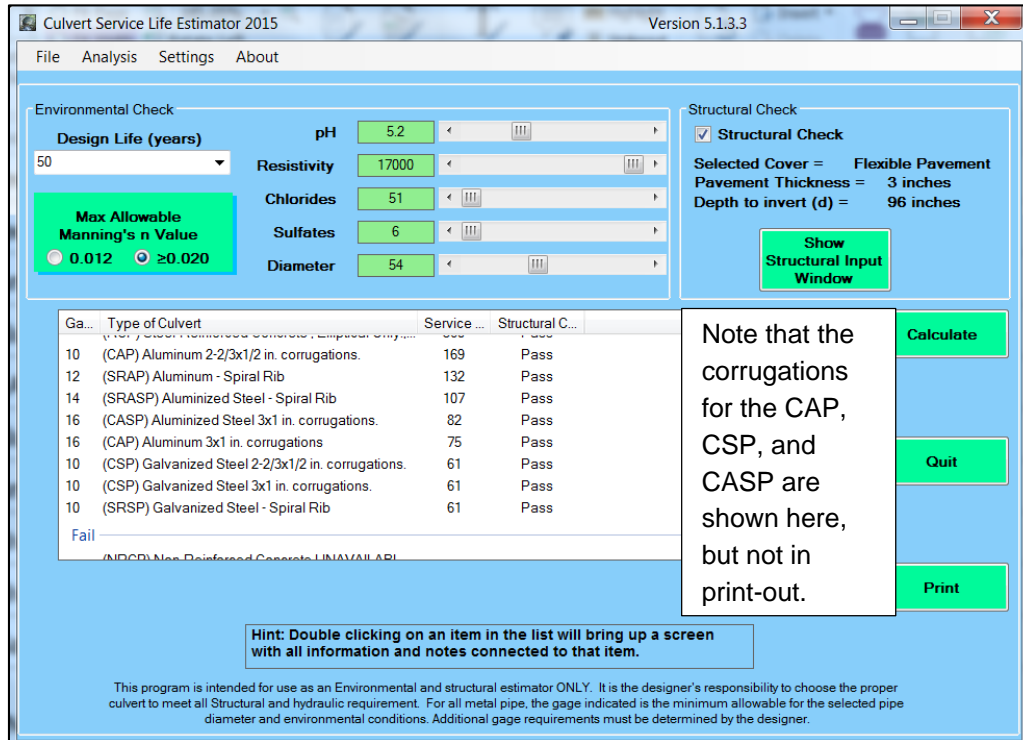 Culvert Service Life Estimator 2015 Version 5.1.3.3
File Analysis Settings About
Environmental Check
Design Life (years)
50
Max Allowable
Manning's n Value
0.012 ≥0.020
pH 5.2
Resistivity 17000
Chlorides 51
Sulfates 6
Diameter 54
Structural Check
Structural Check
Selected Cover = Flexible Pavement
Pavement Thickness = 3 inches
Depth to invert (d) = 96 inches
Show
Structural Input
Window
Ga... Type of Culvert Service ... Structural C...
10 (CAP) Aluminum 2-2/3x1/2 in. corrugations. 169 Pass
12 (SRAP) Aluminum - Spiral Rib 132 Pass
14 (SRASP) Aluminized Steel - Spiral Rib 107 Pass
16 (CASP) Aluminized Steel 3x1 in. corrugations. 82 Pass
16 (CAP) Aluminum 3x1 in. corrugations 75 Pass
10 (CSP) Galvanized Steel 2-2/3x1/2 in. corrugations. 61 Pass
10 (CSP) Galvanized Steel 3x1 in. corrugations. 61 Pass
10 (SRSP) Galvanized Steel - Spiral Rib 61 Pass
Fail
Note that the
corrugations
for the CAP,
CSP, and
CASP are
shown here,
but not in
print-out.
Calculate
Quit
Print
Hint: Double clicking on an item in the list will bring up a screen
with all information and notes connected to that item.
This program is intended for use as an Environmental and structural estimator ONLY. It is the designer's responsibility to choose the proper
culvert to meet all Structural and hydraulic requirement. For all metal pipe, the gage indicated is the minimum allowable for the selected pipe
diameter and environmental conditions. Additional gage requirements must be determined by the designer.